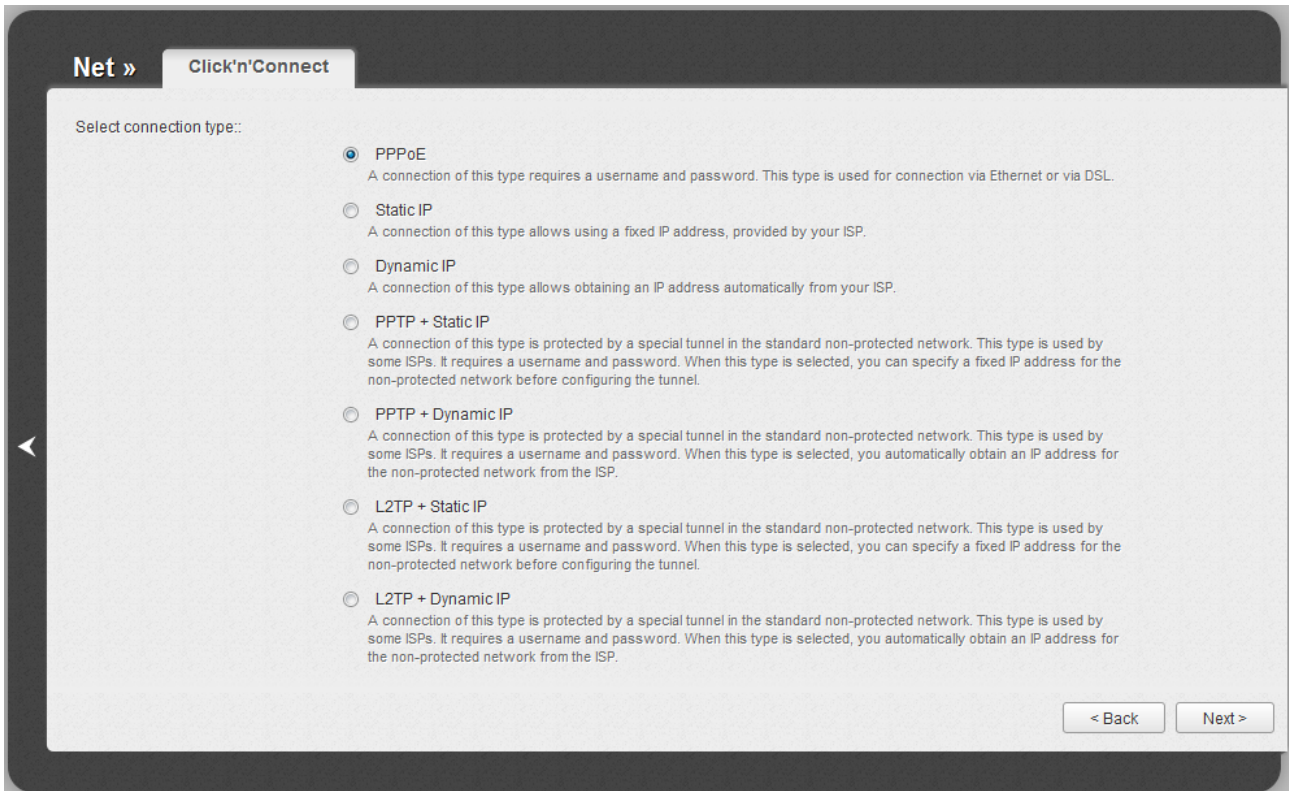 Net » Click'n'Connect
Select connection type::
PPPoE
A connection of this type requires a username and password. This type is used for connection via Ethernet or via DSL.
Static IP
A connection of this type allows using a fixed IP address, provided by your ISP.
Dynamic IP
A connection of this type allows obtaining an IP address automatically from your ISP.
PPTP + Static IP
A connection of this type is protected by a special tunnel in the standard non-protected network. This type is used by
some ISPs. It requires a username and password. When this type is selected, you can specify a fixed IP address for the
non-protected network before configuring the tunnel.
PPTP + Dynamic IP
A connection of this type is protected by a special tunnel in the standard non-protected network. This type is used by
some ISPs. It requires a username and password. When this type is selected, you automatically obtain an IP address for
the non-protected network from the ISP.
L2TP + Static IP
A connection of this type is protected by a special tunnel in the standard non-protected network. This type is used by
some ISPs. It requires a username and password. When this type is selected, you can specify a fixed IP address for the
non-protected network before configuring the tunnel.
L2TP + Dynamic IP
A connection of this type is protected by a special tunnel in the standard non-protected network. This type is used by
some ISPs. It requires a username and password. When this type is selected, you automatically obtain an IP address for
the non-protected network from the ISP.
< Back Next >